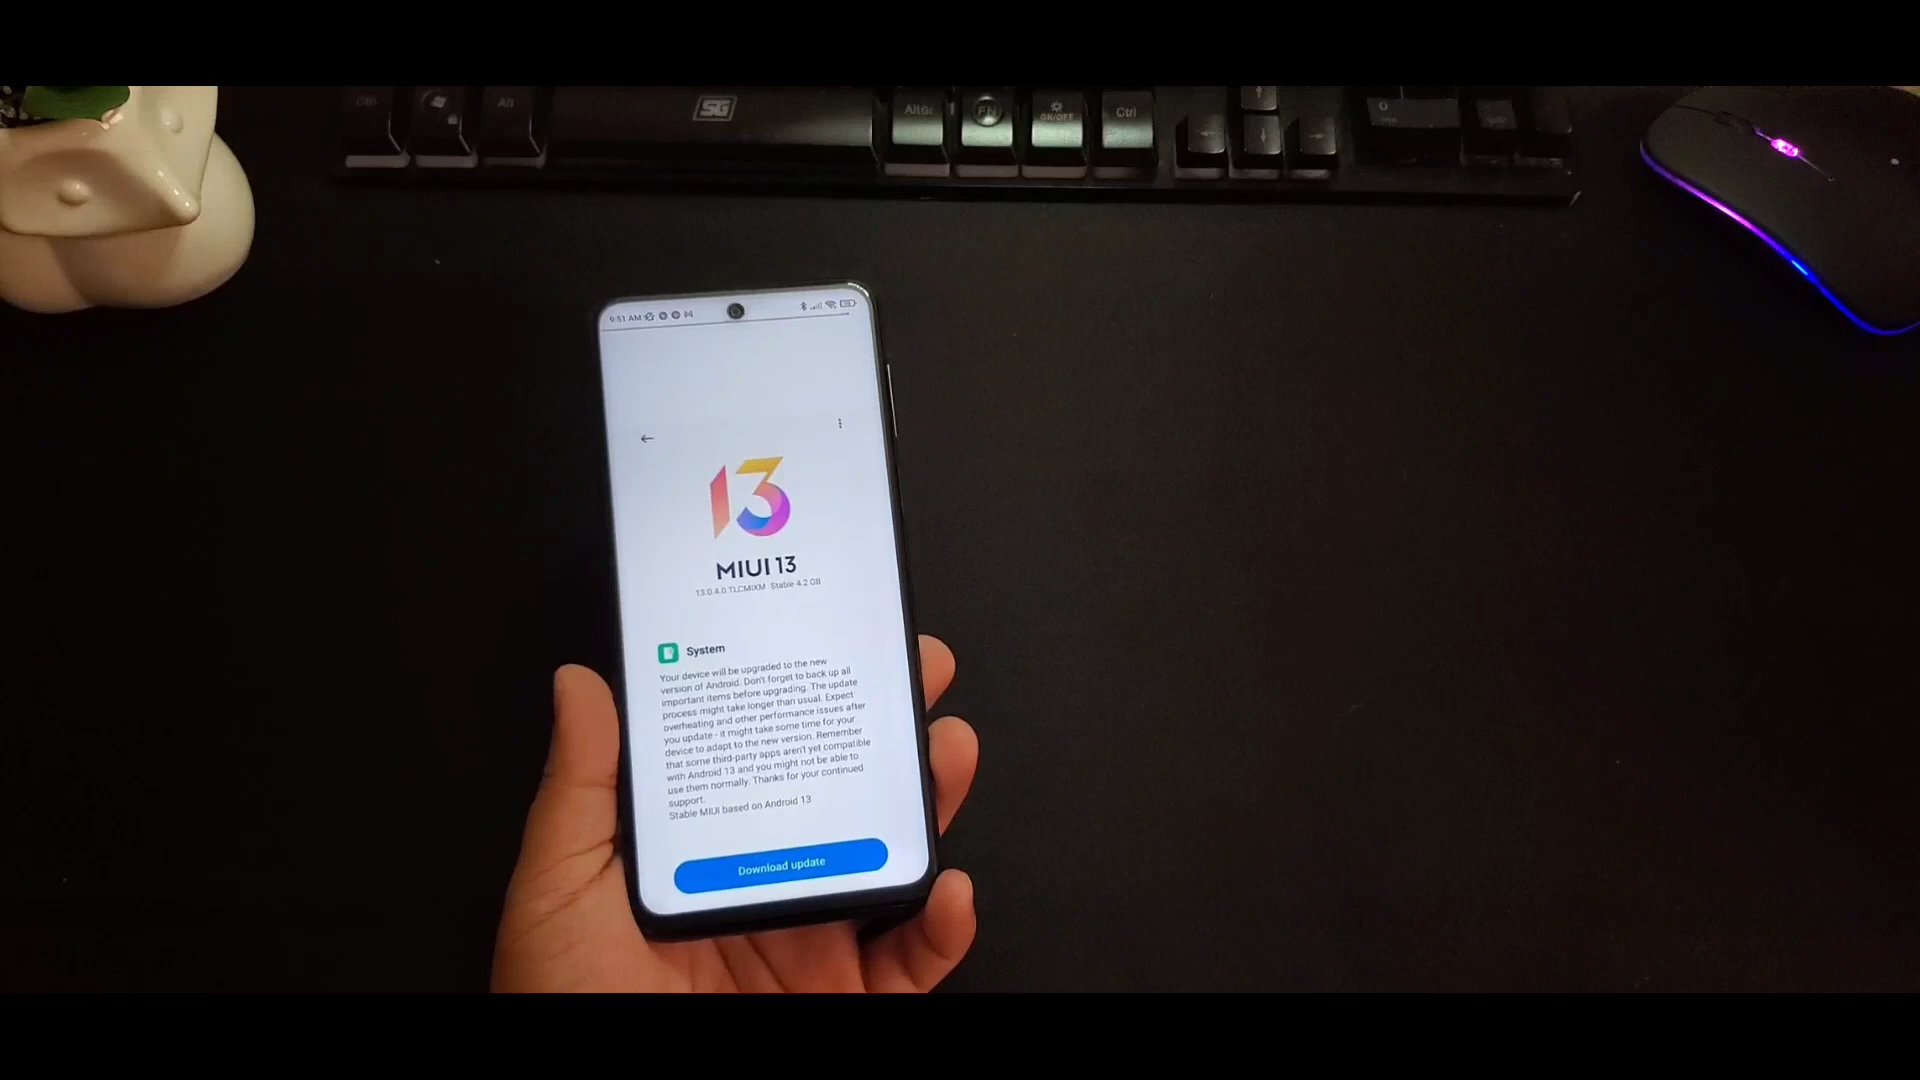 Ctrl
Alt
SG
AltGr
FN
ON/OFF
Ctrl
0
9:51 AM
13
MIUI 13
13.0.4.0.TLCMIXM Stable 4.2 GB
System
Your device will be upgraded to the new
version of Android. Don't forget to back up all
important items before upgrading. The update
process might take longer than usual. Expect
overheating and other performance issues after
you update - it might take some time for your
device to adapt to the new version. Remember
that some third-party apps aren't yet compatible
with Android 13 and you might not be able to
use them normally. Thanks for your continued
support.
Stable MIUI based on Android 13
Download update